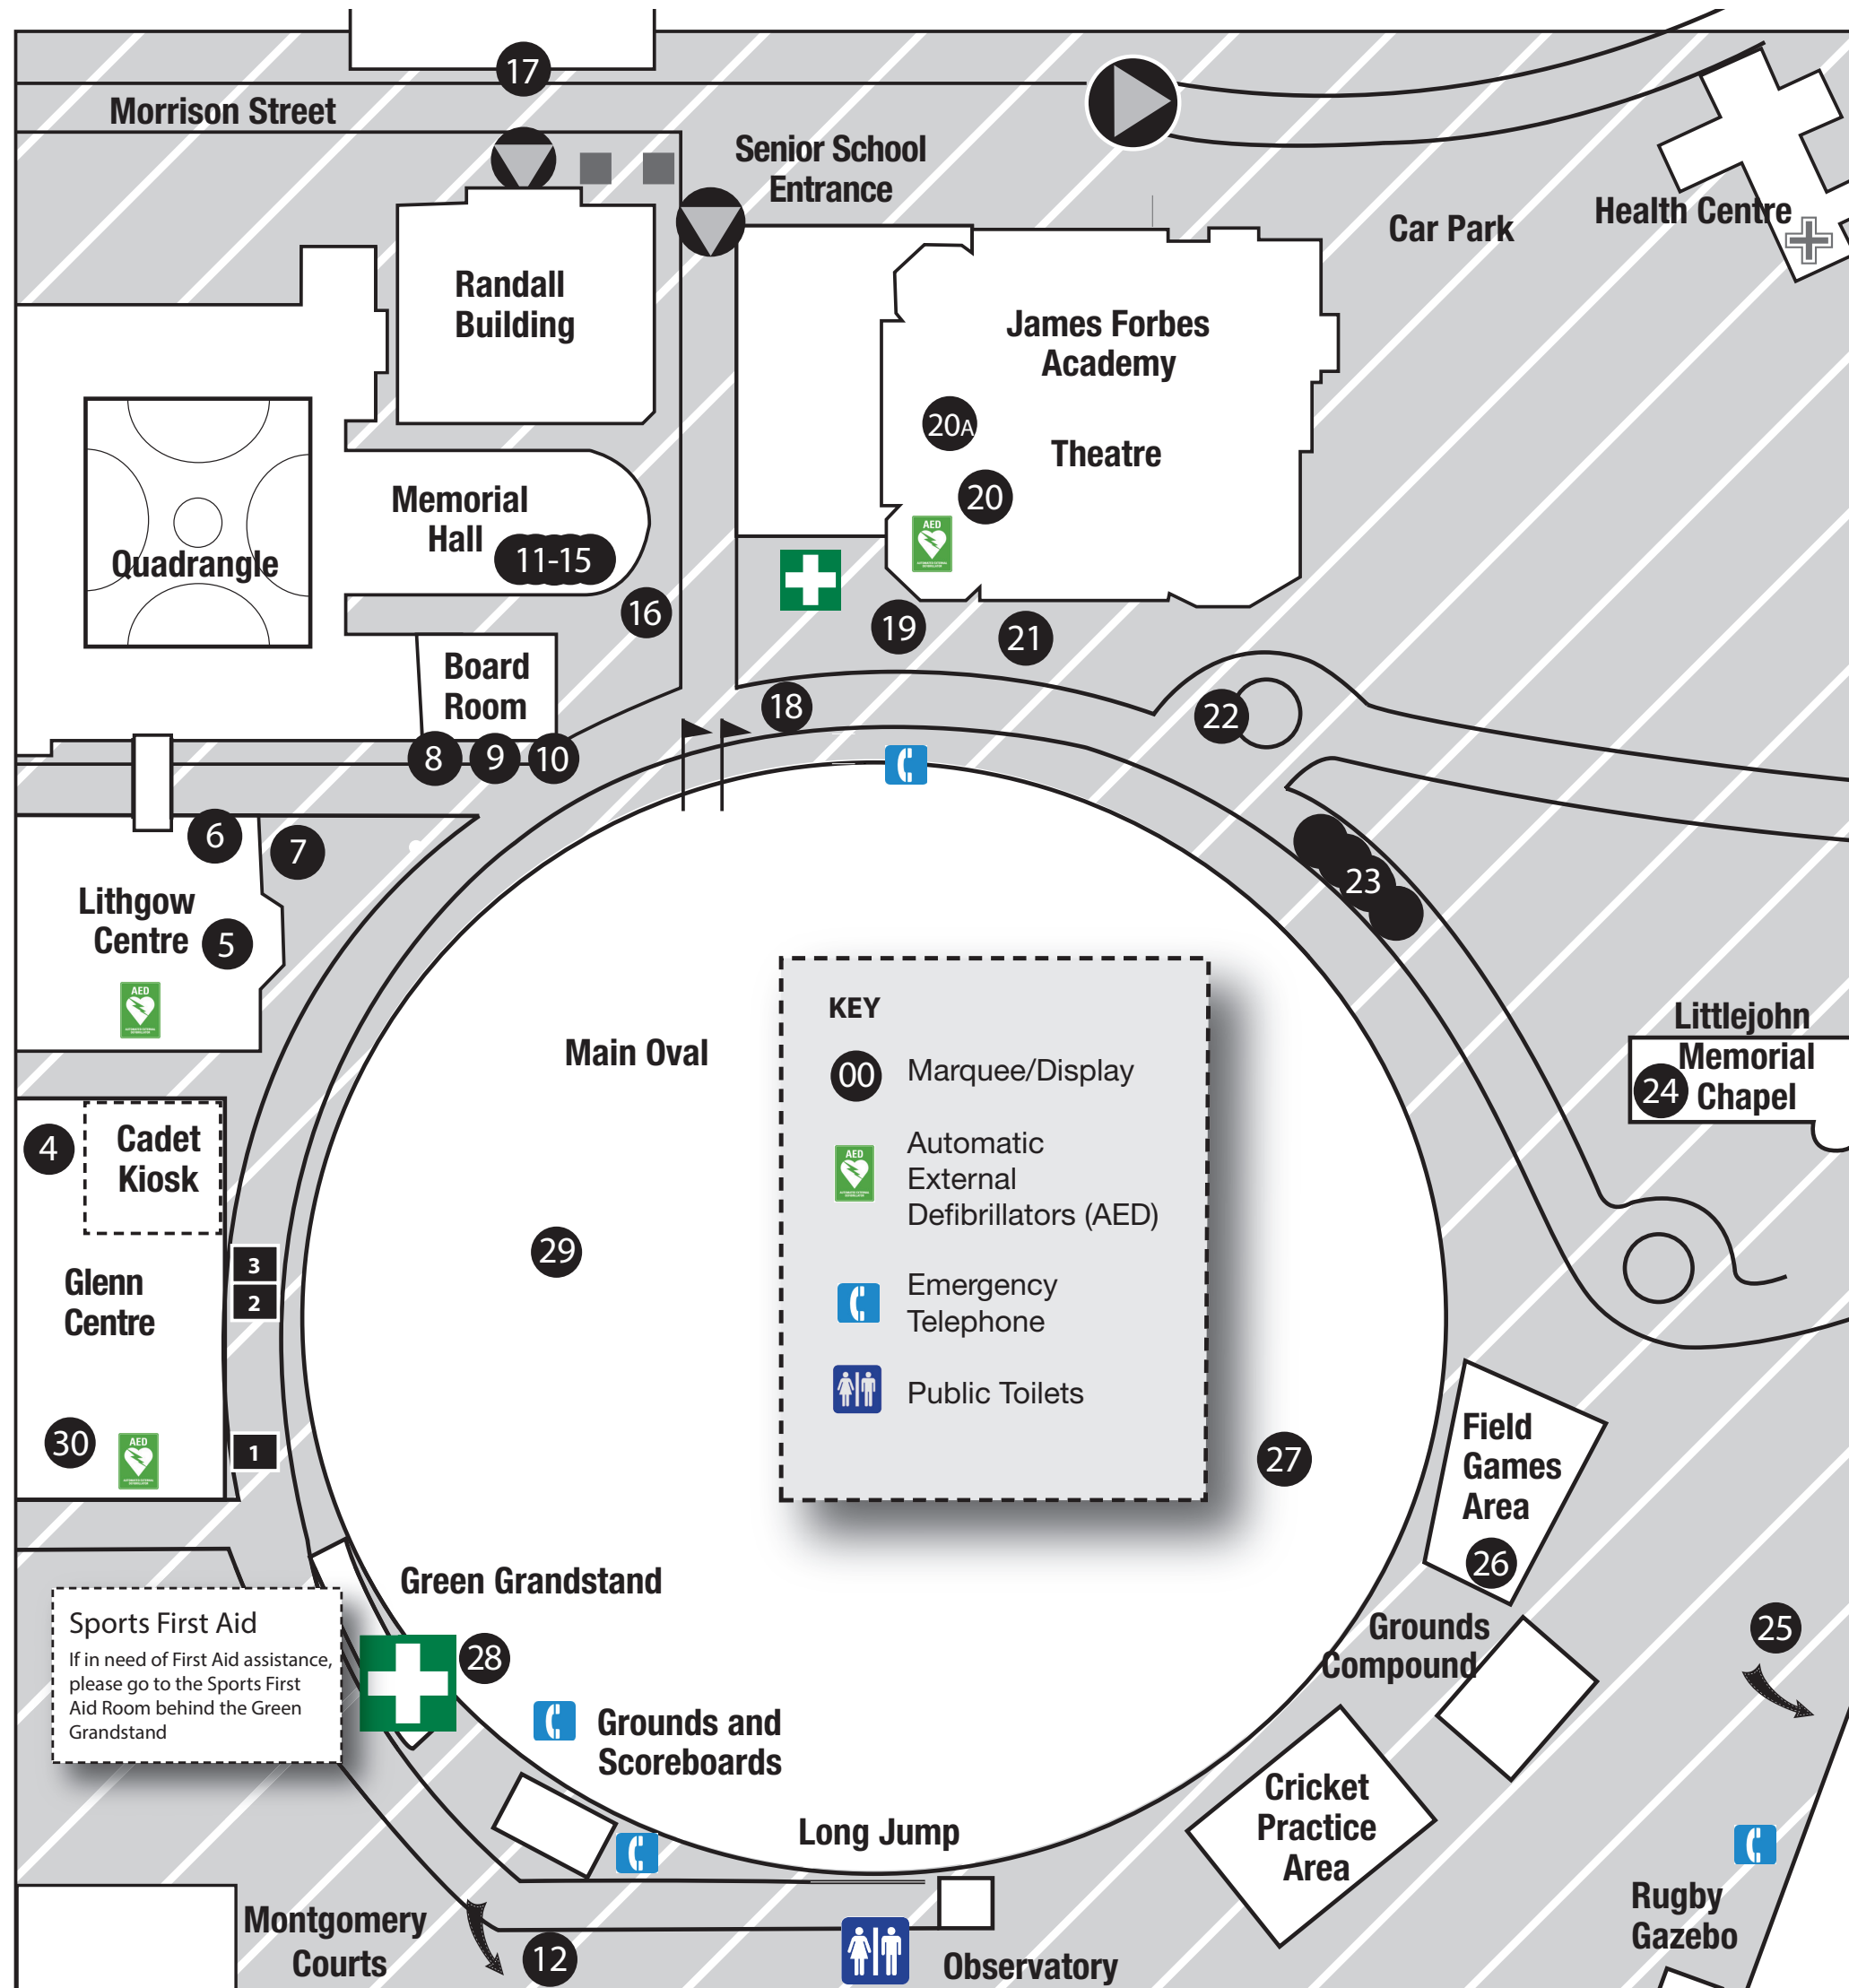 17
Morrison Street
Senior School
Entrance
Health Centre
Car Park
Randall
Building
James Forbes
Academy
20A
Theatre
20
Memorial
Hall
11-15
Quadrangle
AED
16
19
21
Board
Room
18
22
8
9
10
6
7
23
Lithgow
Centre
5
AED
KEY
00
Marquee/Display
AED
Automatic
External
Defibrillators (AED)
Emergency
Telephone
Public Toilets
Main Oval
Littlejohn
Memorial
Chapel
24
4
Cadet
Kiosk
29
3
2
Glenn
Centre
30
AED
1
27
Field
Games
Area
26
Green Grandstand
Sports First Aid
If in need of First Aid assistance,
please go to the Sports First
Aid Room behind the Green
Grandstand
28
Grounds
Compound
25
Grounds and
Scoreboards
Cricket
Practice
Area
Long Jump
Montgomery
Courts
12
Observatory
Rugby
Gazebo